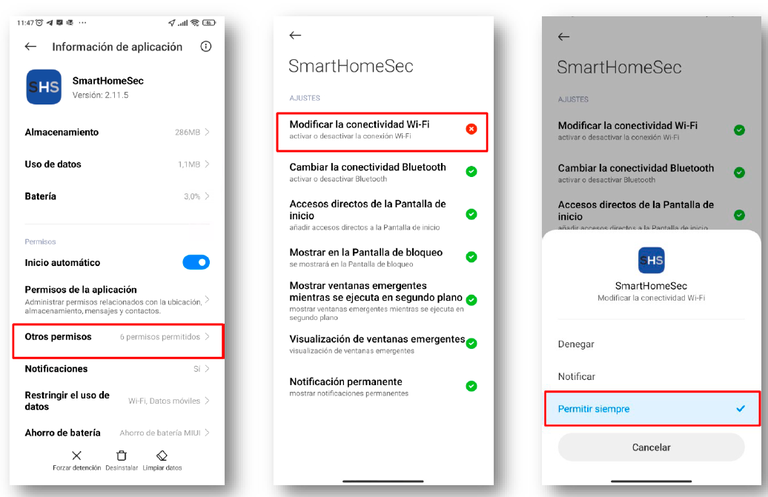 11:47
Información de aplicación
SHS
SmartHomeSec
Versión: 2.11.5
Almacenamiento
286MB
Uso de datos
1,1MB
Batería
3,0%
Permisos
Inicio automático
Permisos de la aplicación
Administrar permisos relacionados con la ubicación,
almacenamiento, mensajes y contactos.
Otros permisos
6 permisos permitidos
Notificaciones
Sí
Restringir el uso de
datos
Wi-Fi, Datos móviles
Ahorro de batería
Ahorro de batería MIUI
Forzar detención
Desinstalar
Limpiar datos
SmartHomeSec
AJUSTES
Modificar la conectividad Wi-Fi
activar o desactivar la conexión Wi-Fi
Cambiar la conectividad Bluetooth
activar o desactivar Bluetooth
Accesos directos de la Pantalla de
inicio
añadir accesos directos a la Pantalla de inicio
Mostrar en la Pantalla de bloqueo
se mostrará en la Pantalla de bloqueo
Mostrar ventanas emergentes
mientras se ejecuta en segundo plano
mostrar ventanas emergentes mientras se ejecuta en
segundo plano
Visualización de ventanas emergentes
visualización de ventanas emergentes
Notificación permanente
mostrar notificaciones permanentes
SmartHomeSec
AJUSTES
Modificar la conectividad Wi-Fi
activar o desactivar la conexión Wi-Fi
Cambiar la conectividad Bluetooth
activar o desactivar Bluetooth
Accesos directos de la Pantalla de
inicio
añadir accesos directos a la Pantalla de inicio
SHS
SmartHomeSec
Modificar la conectividad Wi-Fi
Denegar
Notificar
Permitir siempre
Cancelar